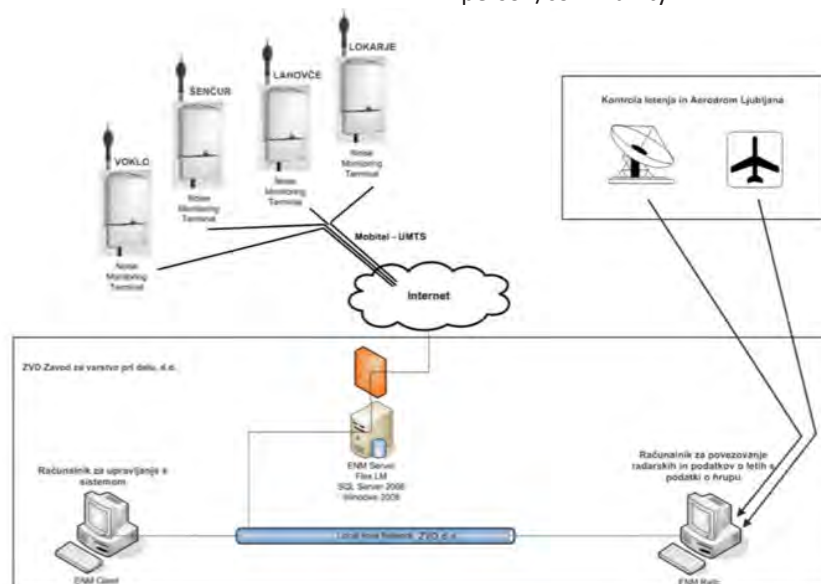 LOKARJE
LAHOVČE
ŠENČUR
VOKLO
Noise
Monitoring
Terminal
Noise
Monitoring
Terminal
Noise
Monitoring
Terminal
Noise
Monitoring
Terminal
Kontrola letenja in Aerodrom Ljubljana
Mobitel - UMTS
Internet
ZVD Zavod za varstvo pri delu, d.d.
ENM Server
Flex LM
SQL Server 2008
Windows 2008
Računalnik za upravljanje s
sistemom
Računalnik za povezovanje
radarskih in podatkov o letih s
podatki o hrupu
Local Area Network ZVD d.d.
ENM Client
ENM